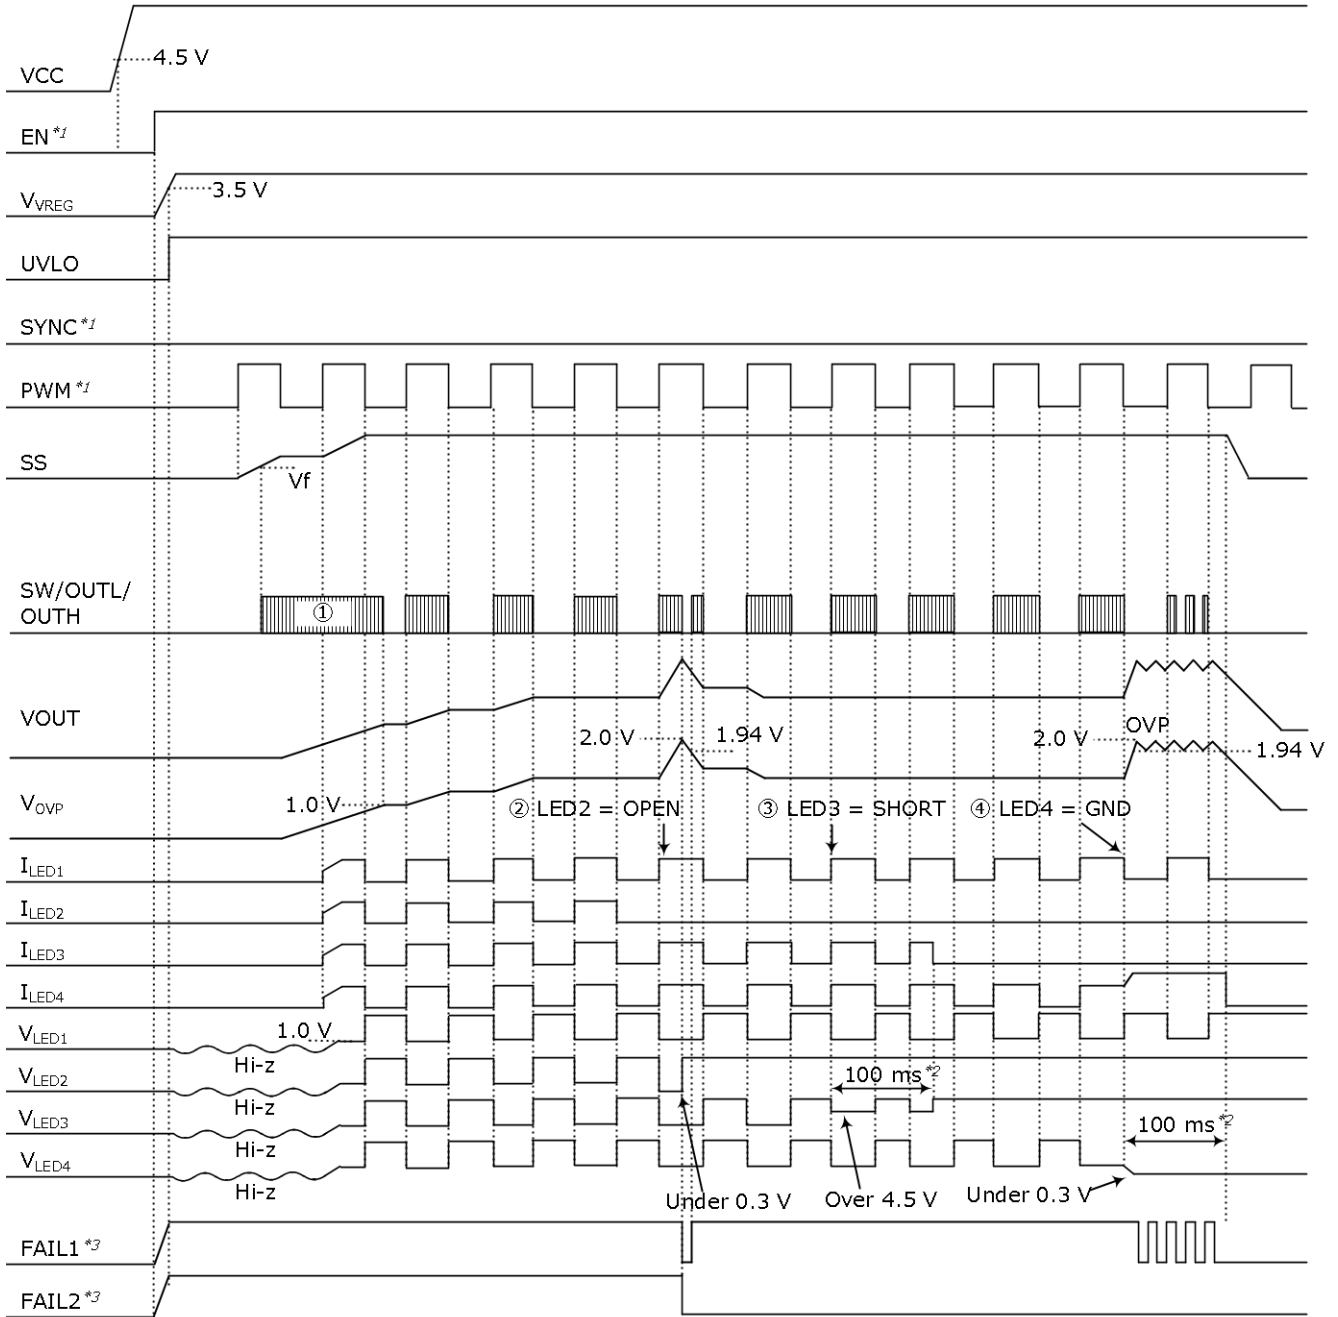 4.5 V
VCC
EN*1
3.5 V
VVREG
UVLO
SYNC*1
PWM*1
SS
Vf
SW/OUTL/
OUTH
①
VOUT
2.0 V
1.94 V
2.0 V
OVP
1.94 V
VOVP
1.0 V
② LED2 = OPEN
③ LED3 = SHORT
④ LED4 = GND
ILED1
ILED2
ILED3
ILED4
VLED1
1.0 V
Hi-z
VLED2
100 ms*2
Hi-z
VLED3
100 ms*2
Hi-z
VLED4
Hi-z
Under 0.3 V
Over 4.5 V
Under 0.3 V
FAIL1*3
FAIL2*3